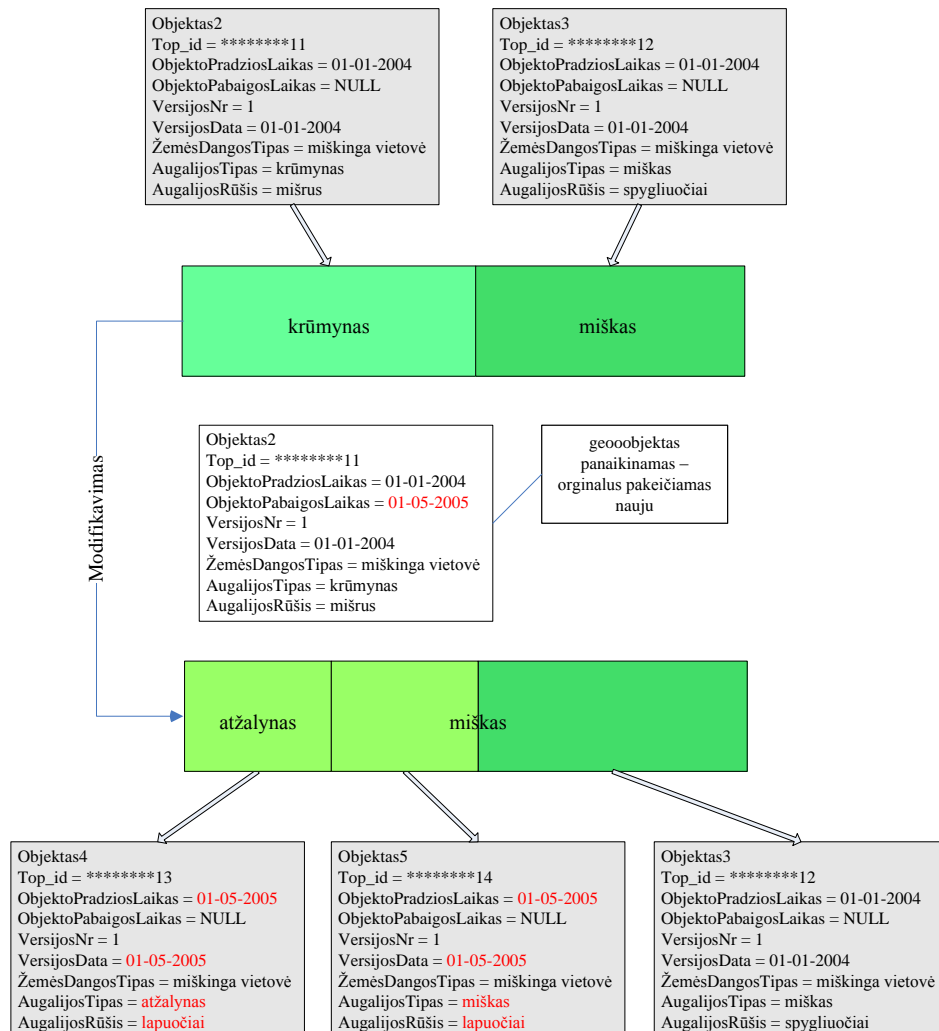 Objektas2
Top_id = ********11
ObjektoPradziosLaikas = 01-01-2004
ObjektoPabaigosLaikas = NULL
VersijosNr = 1
VersijosData = 01-01-2004
ŽemėsDangosTipas = miškinga vietovė
AugalijosTipas = krūmynas
AugalijosRūšis = mišrus
Objektas3
Top_id = ********12
ObjektoPradziosLaikas = 01-01-2004
ObjektoPabaigosLaikas = NULL
VersijosNr = 1
VersijosData = 01-01-2004
ŽemėsDangosTipas = miškinga vietovė
AugalijosTipas = miškas
AugalijosRūšis = spygliuočiai
krūmynas
miškas
Modifikavimas
Objektas2
Top_id = ********11
ObjektoPradziosLaikas = 01-01-2004
ObjektoPabaigosLaikas = 01-05-2005
VersijosNr = 1
VersijosData = 01-01-2004
ŽemėsDangosTipas = miškinga vietovė
AugalijosTipas = krūmynas
AugalijosRūšis = mišrus
geoobjektas
panaikinamas –
orginalus pakeičiamas
nauju
atžalynas
miškas
Objektas4
Top_id = ********13
ObjektoPradziosLaikas = 01-05-2005
ObjektoPabaigosLaikas = NULL
VersijosNr = 1
VersijosData = 01-05-2005
ŽemėsDangosTipas = miškinga vietovė
AugalijosTipas = atžalynas
AugalijosRūšis = lapuočiai
Objektas5
Top_id = ********14
ObjektoPradziosLaikas = 01-05-2005
ObjektoPabaigosLaikas = NULL
VersijosNr = 1
VersijosData = 01-05-2005
ŽemėsDangosTipas = miškinga vietovė
AugalijosTipas = miškas
AugalijosRūšis = lapuočiai
Objektas3
Top_id = ********12
ObjektoPradziosLaikas = 01-01-2004
ObjektoPabaigosLaikas = NULL
VersijosNr = 1
VersijosData = 01-01-2004
ŽemėsDangosTipas = miškinga vietovė
AugalijosTipas = miškas
AugalijosRūšis = spygliuočiai